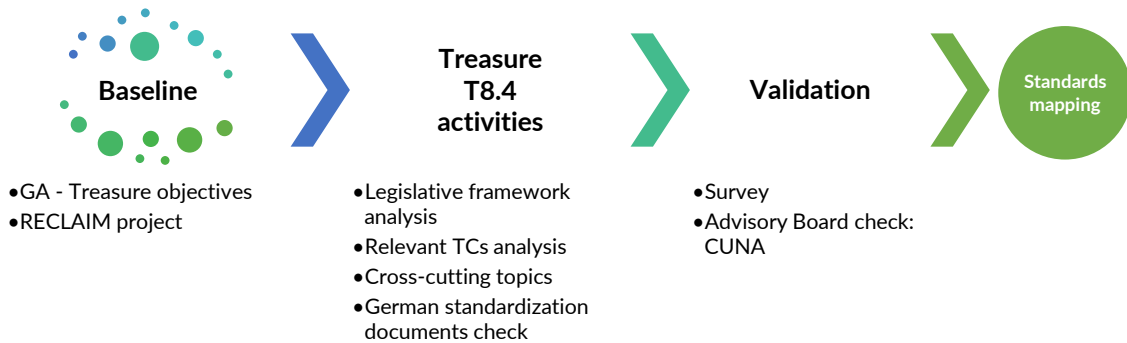 Baseline
•GA - Treasure objectives
•RECLAIM project
Treasure
T8.4
activities
•Legislative framework
analysis
•Relevant TCs analysis
•Cross-cutting topics
•German standardization
documents check
Validation
•Survey
•Advisory Board check:
CUNA
Standards
mapping